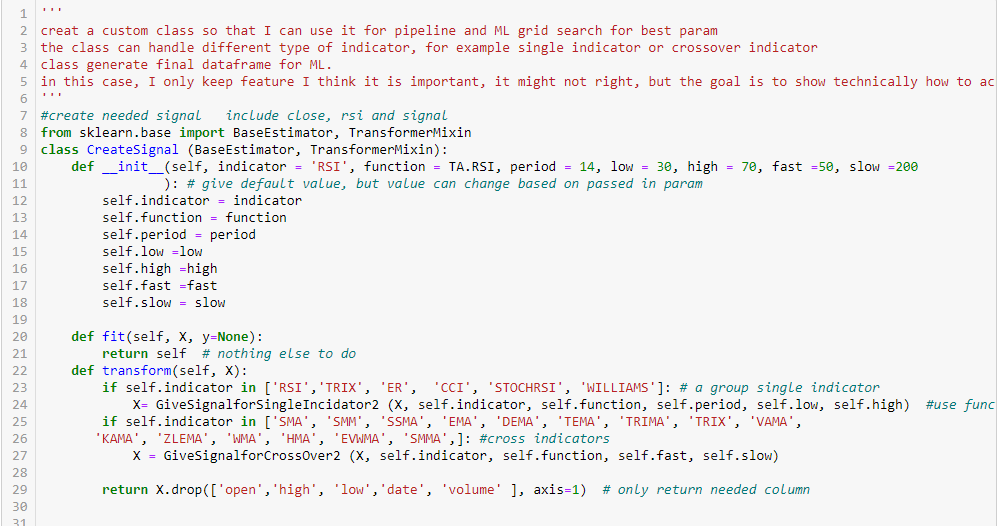 1 '''
2 creat a custom class so that I can use it for pipeline and ML grid search for best param
3 the class can handle different type of indicator, for example single indicator or crossover indicator
4 class generate final dataframe for ML.
5 in this case, I only keep feature I think it is important, it might not right, but the goal is to show technically how to ac
6 '''
7 #create needed signal   include close, rsi and signal
8 from sklearn.base import BaseEstimator, TransformerMixin
9 class CreateSignal (BaseEstimator, TransformerMixin):
10     def __init__(self, indicator = 'RSI', function = TA.RSI, period = 14, low = 30, high = 70, fast =50, slow =200
11                 ): # give default value, but value can change based on passed in param
12         self.indicator = indicator
13         self.function = function
14         self.period = period
15         self.low =low
16         self.high =high
17         self.fast =fast
18         self.slow = slow
19
20     def fit(self, X, y=None):
21         return self  # nothing else to do
22     def transform(self, X):
23         if self.indicator in ['RSI','TRIX', 'ER',  'CCI', 'STOCHRSI', 'WILLIAMS']: # a group single indicator
24             X= GiveSignalforSingleIncidator2 (X, self.indicator, self.function, self.period, self.low, self.high)  #use func
25         if self.indicator in ['SMA', 'SMM', 'SSMA', 'EMA', 'DEMA', 'TEMA', 'TRIMA', 'TRIX', 'VAMA',
26        'KAMA', 'ZLEMA', 'WMA', 'HMA', 'EVWMA', 'SMMA',]: #cross indicators
27             X = GiveSignalforCrossOver2 (X, self.indicator, self.function, self.fast, self.slow)
28
29         return X.drop(['open','high', 'low','date', 'volume' ], axis=1)  # only return needed column
30
31